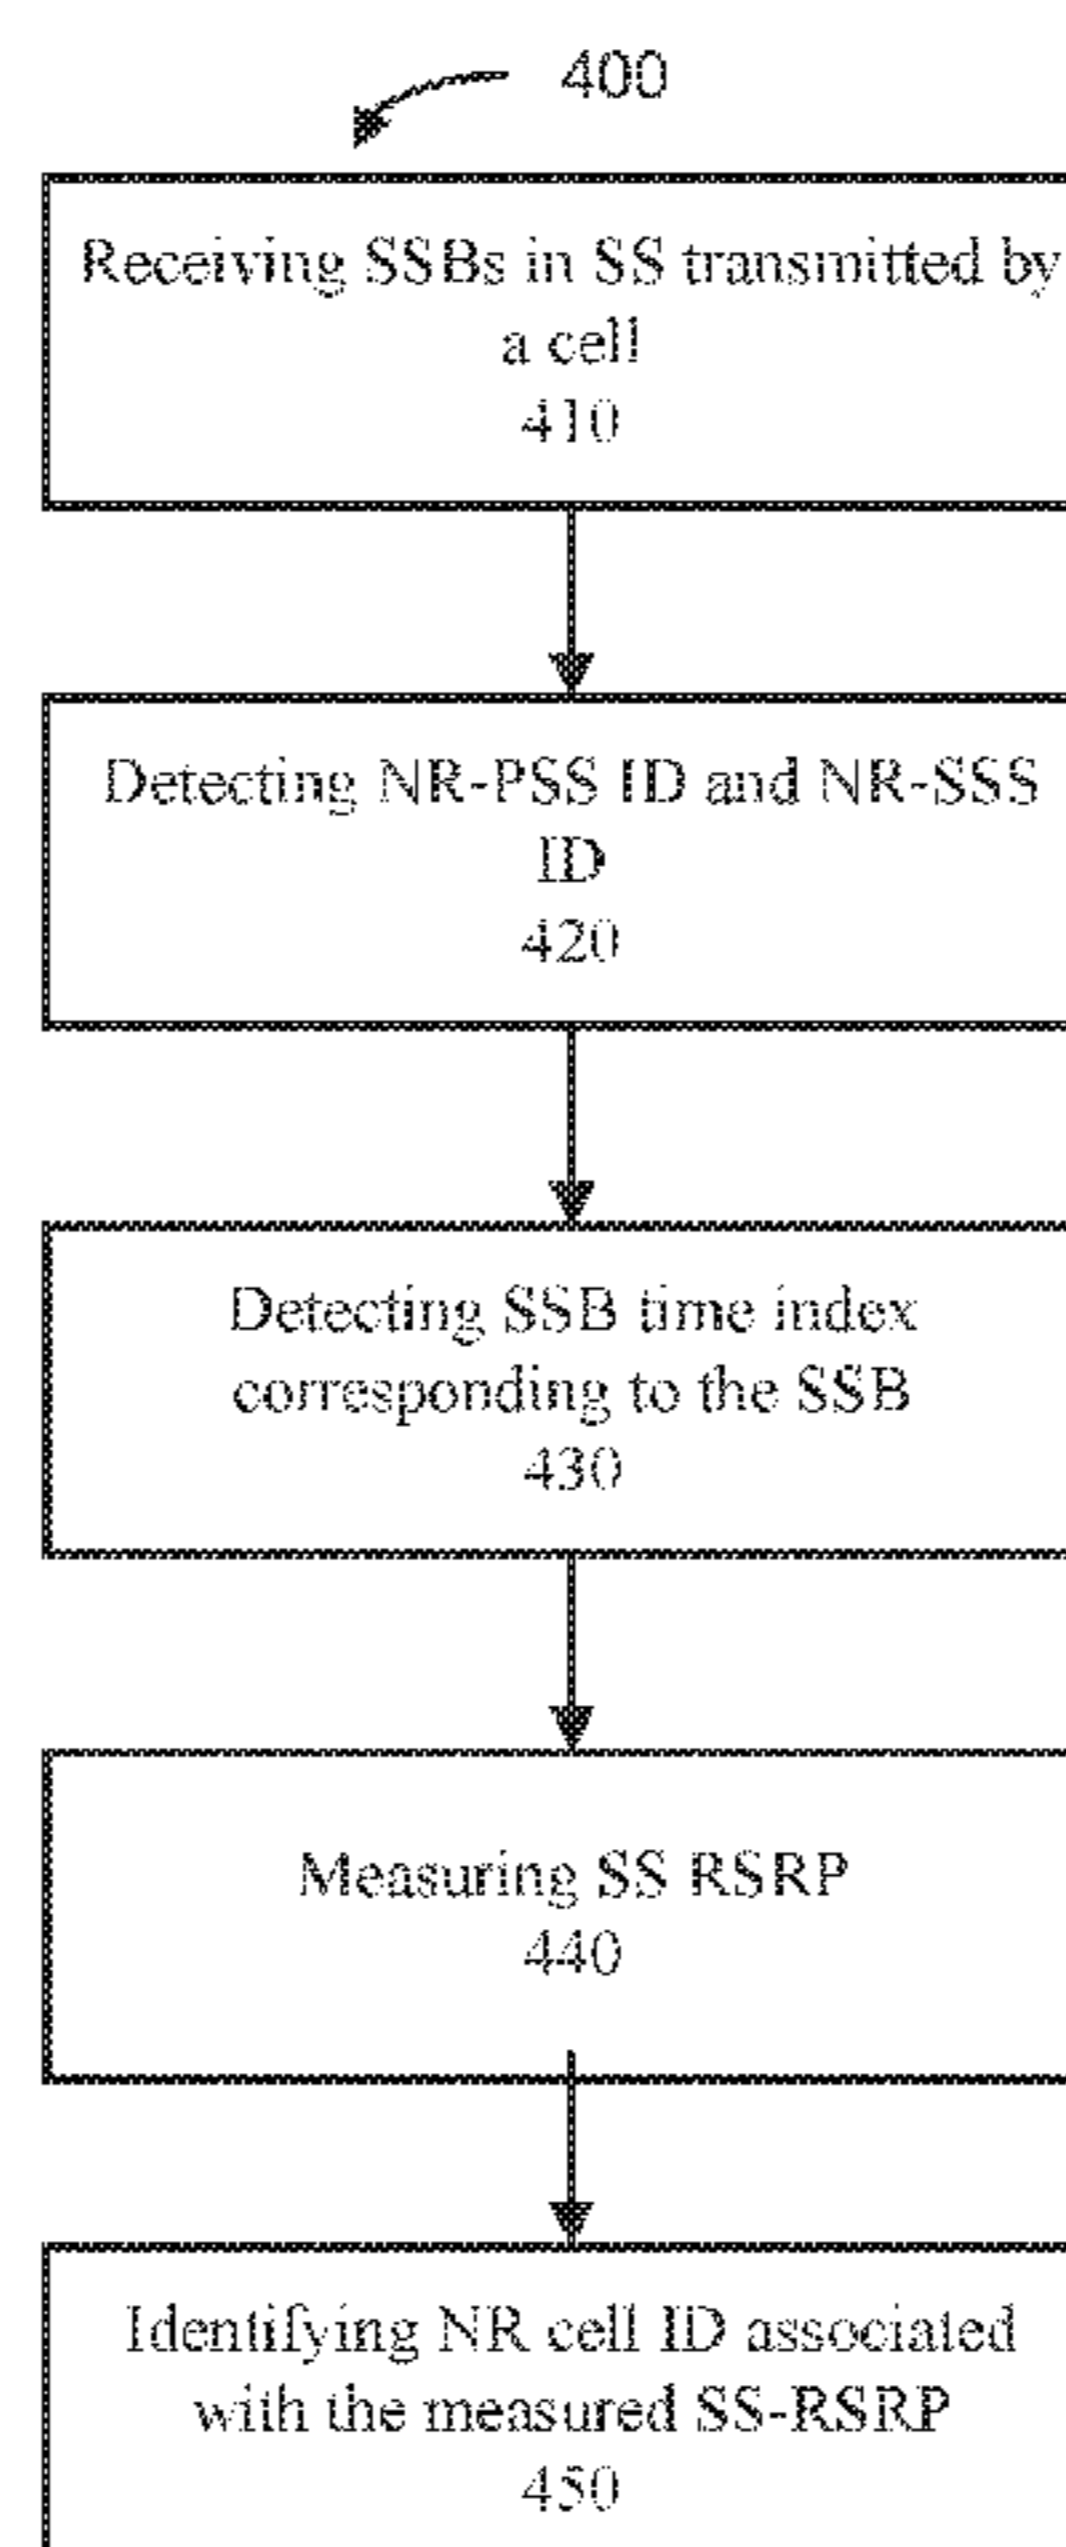 400
Receiving SSBs in SS transmitted by
a cell
410
Detecting NR-PSS ID and NR-SSS
ID
420
Detecting SSB time index
corresponding to the SSB
430
Measuring SS RSRP
440
Identifying NR cell ID associated
with the measured SS-RSRP
450